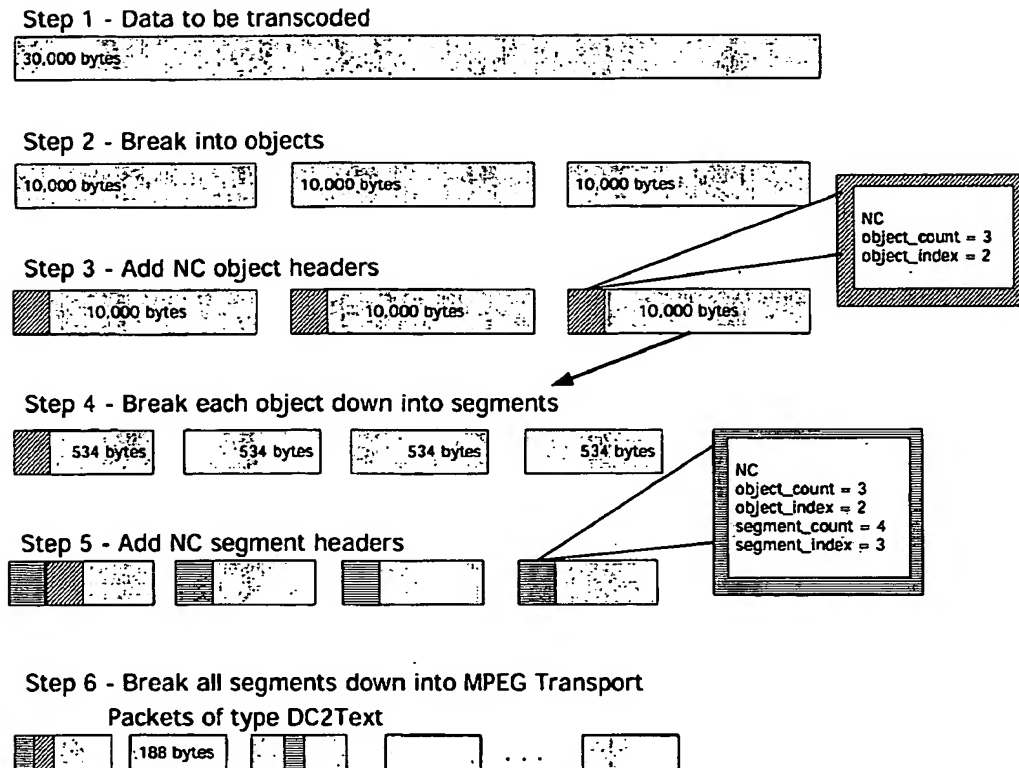 Step 1 - Data to be transcoded
30,000 bytes
Step 2 - Break into objects
10,000 bytes
10,000 bytes
10,000 bytes
NC
object_count = 3
object_index = 2
Step 3 - Add NC object headers
10,000 bytes
10,000 bytes
10,000 bytes
Step 4 - Break each object down into segments
534 bytes
534 bytes
534 bytes
534 bytes
NC
object_count = 3
object_index = 2
segment_count = 4
segment_index = 3
Step 5 - Add NC segment headers
Step 6 - Break all segments down into MPEG Transport
Packets of type DC2Text
188 bytes
. . .